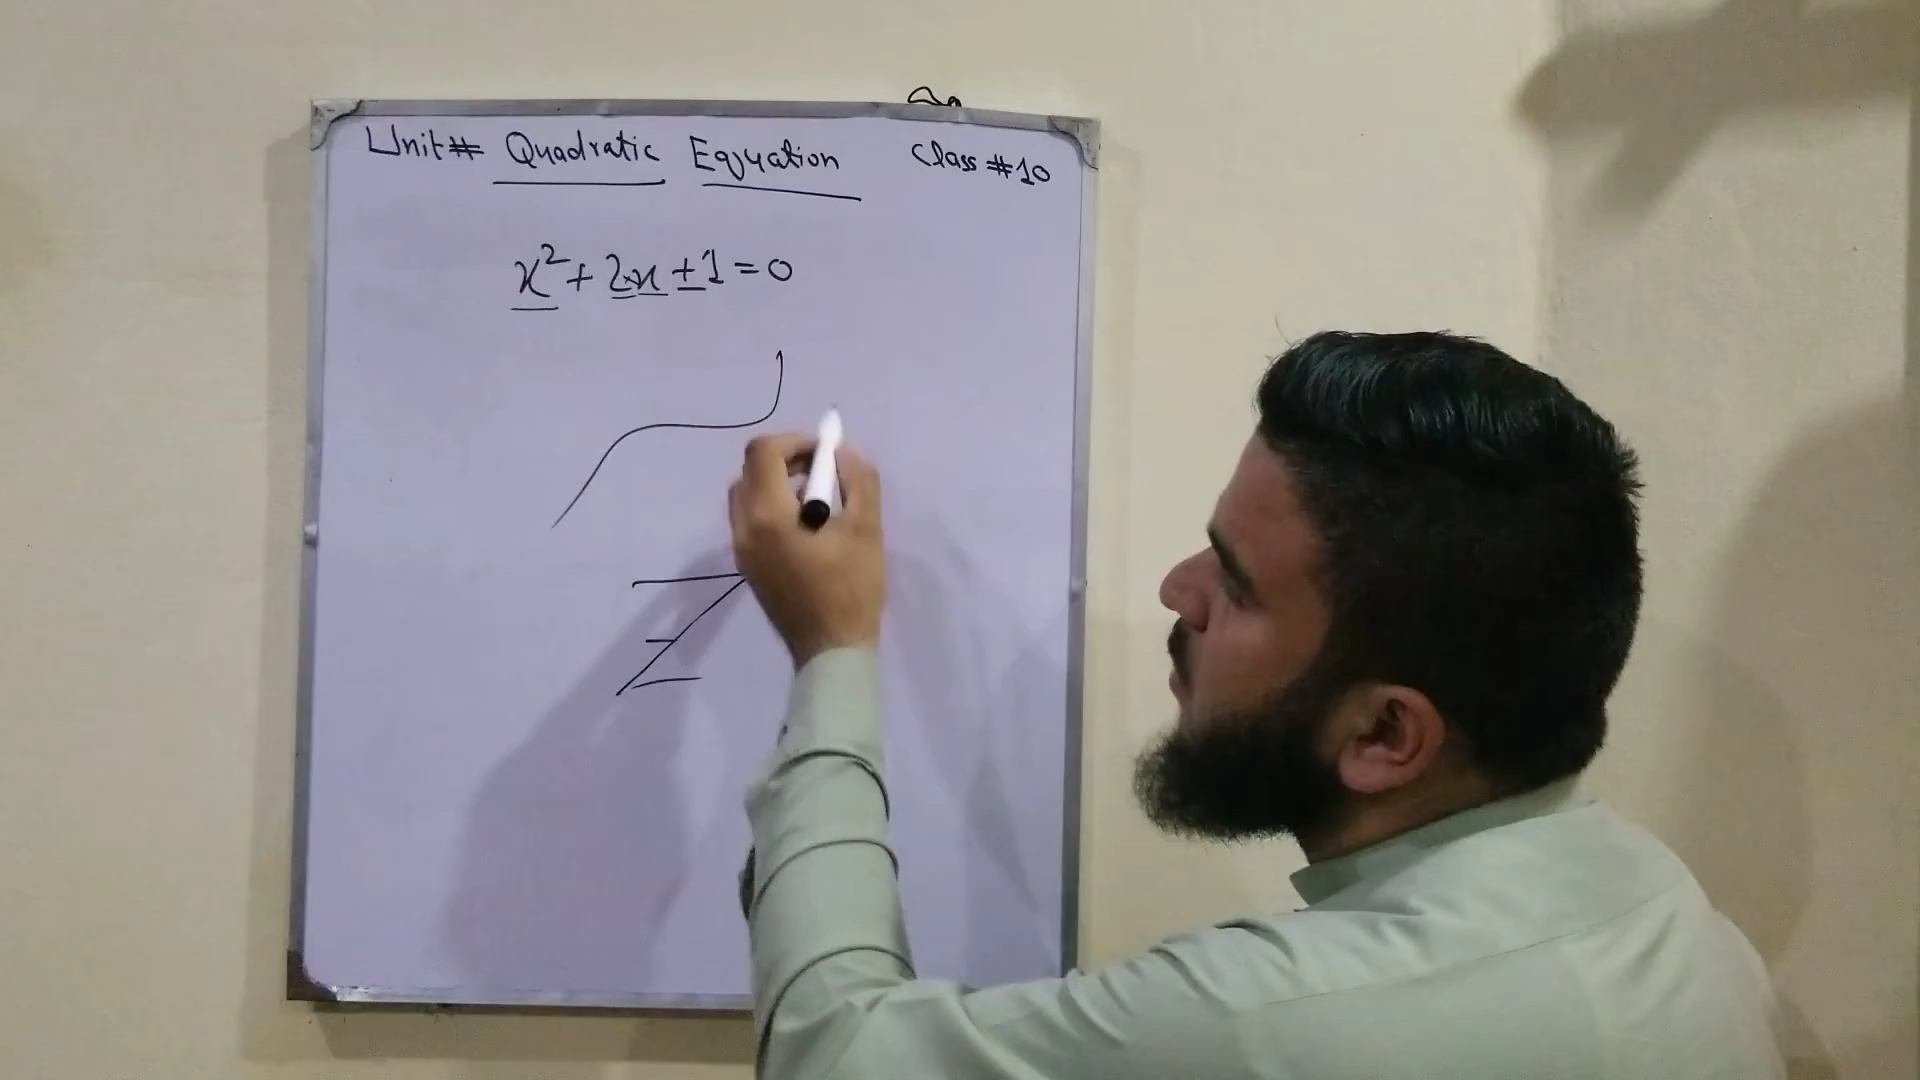 Unit# Quadratic Equation Class #10
x² + 2x + 1 = 0
Z